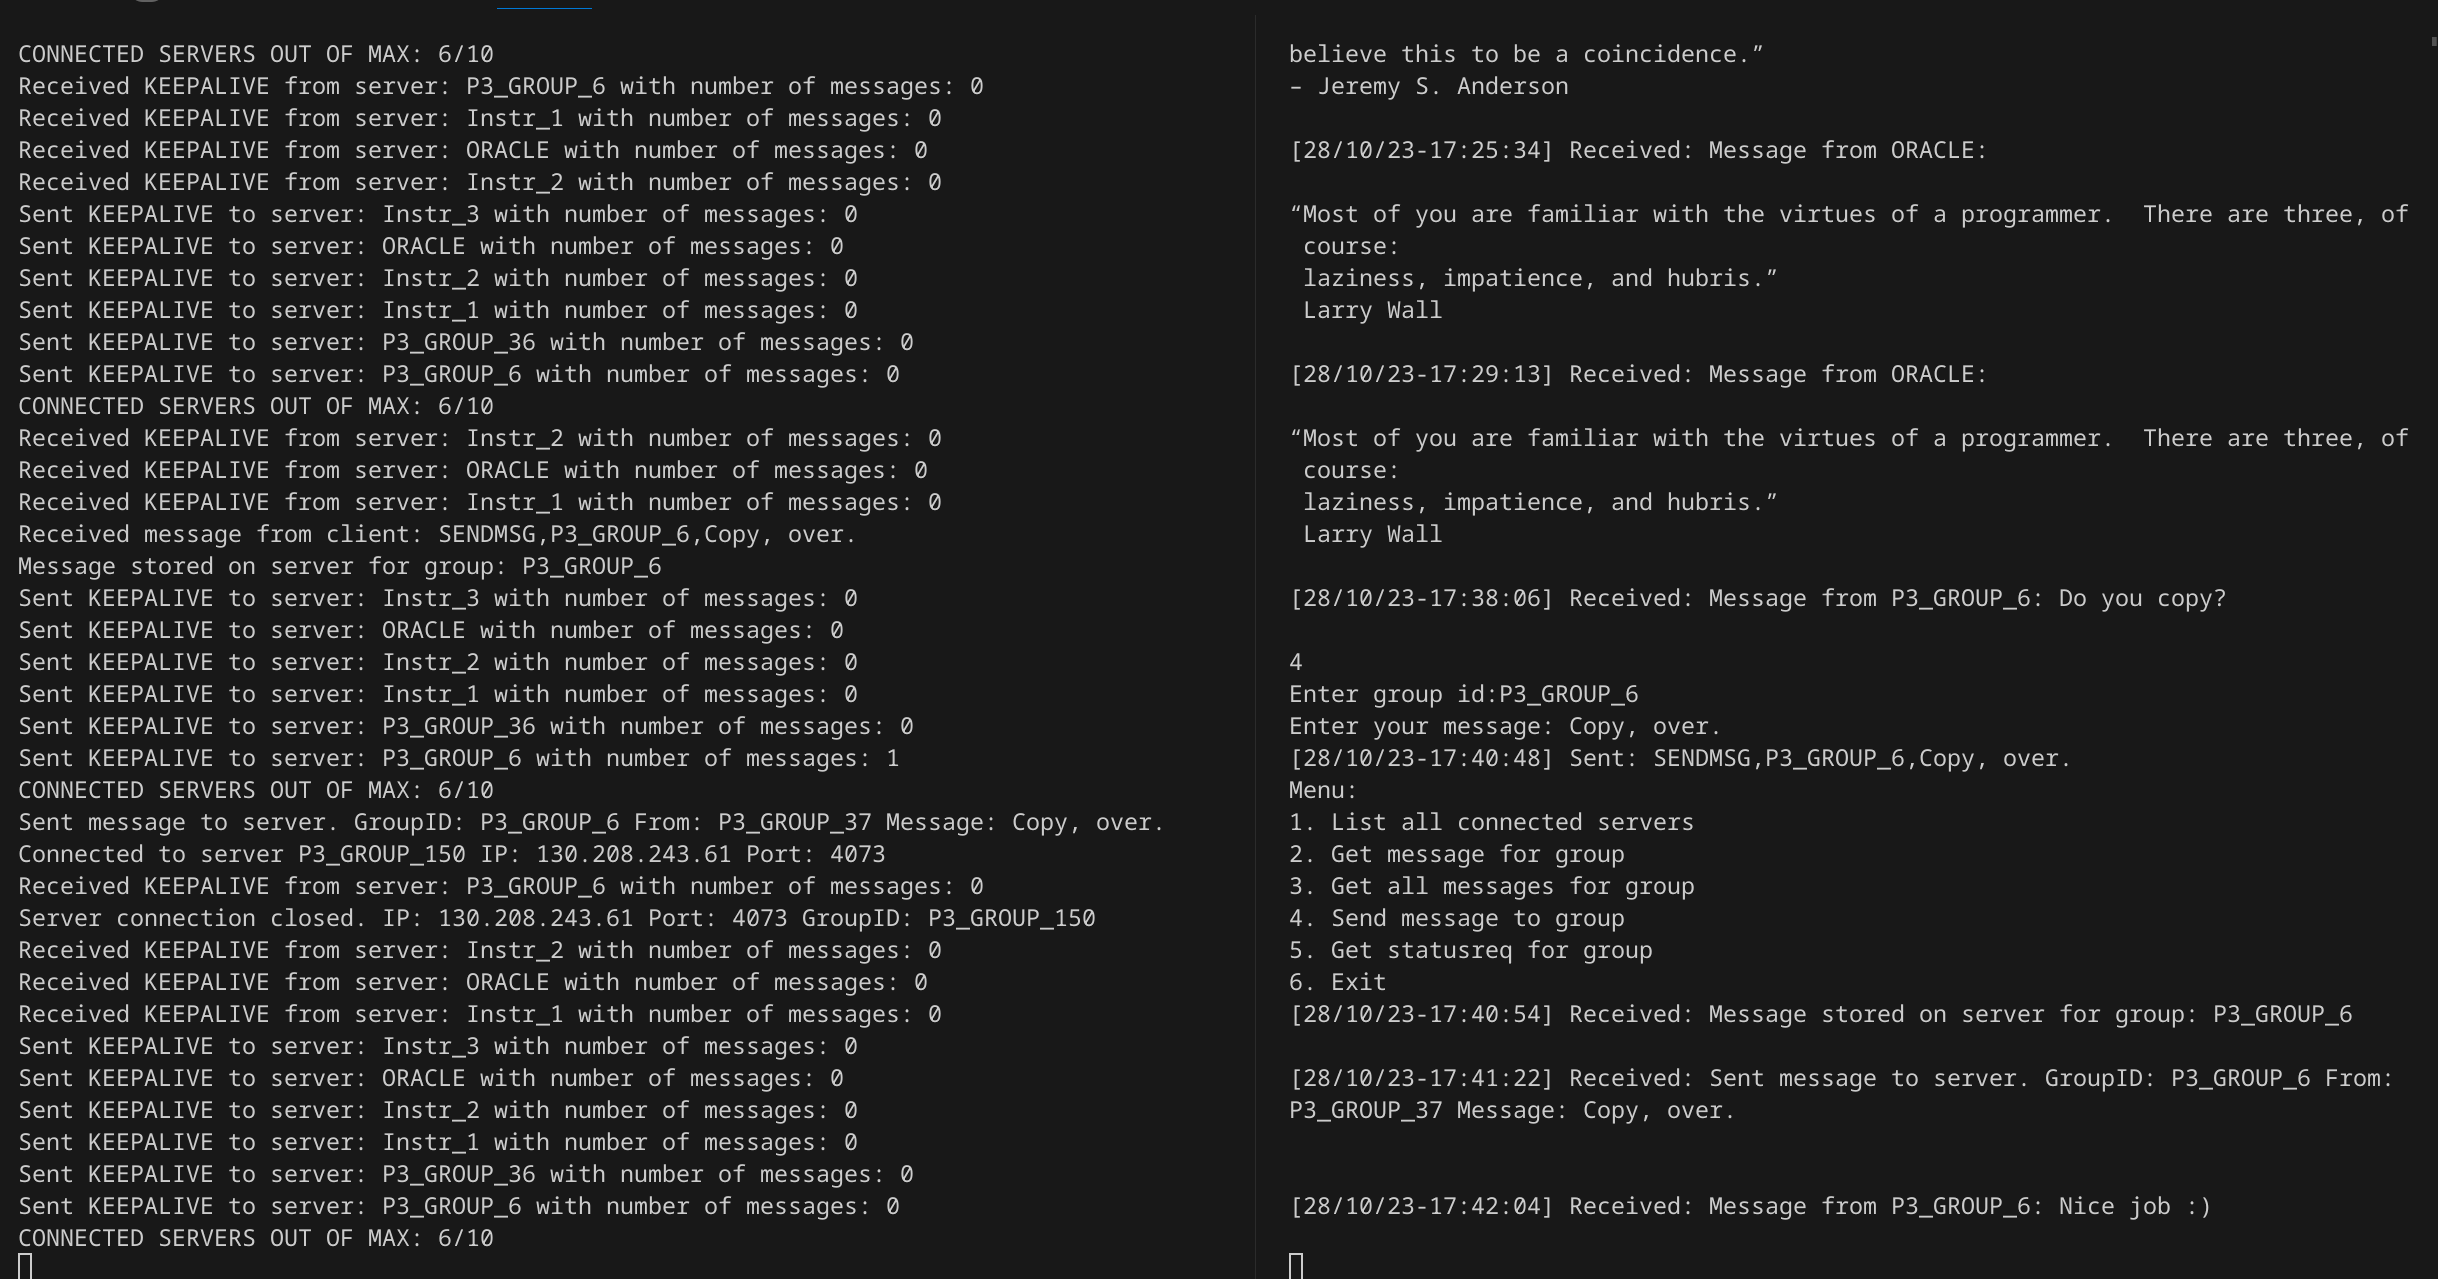 CONNECTED SERVERS OUT OF MAX: 6/10
Received KEEPALIVE from server: P3_GROUP_6 with number of messages: 0
Received KEEPALIVE from server: Instr_1 with number of messages: 0
Received KEEPALIVE from server: ORACLE with number of messages: 0
Received KEEPALIVE from server: Instr_2 with number of messages: 0
Sent KEEPALIVE to server: Instr_3 with number of messages: 0
Sent KEEPALIVE to server: ORACLE with number of messages: 0
Sent KEEPALIVE to server: Instr_2 with number of messages: 0
Sent KEEPALIVE to server: Instr_1 with number of messages: 0
Sent KEEPALIVE to server: P3_GROUP_36 with number of messages: 0
Sent KEEPALIVE to server: P3_GROUP_6 with number of messages: 0
CONNECTED SERVERS OUT OF MAX: 6/10
Received KEEPALIVE from server: Instr_2 with number of messages: 0
Received KEEPALIVE from server: ORACLE with number of messages: 0
Received KEEPALIVE from server: Instr_1 with number of messages: 0
Received message from client: SENDMSG,P3_GROUP_6,Copy, over.
Message stored on server for group: P3_GROUP_6
Sent KEEPALIVE to server: Instr_3 with number of messages: 0
Sent KEEPALIVE to server: ORACLE with number of messages: 0
Sent KEEPALIVE to server: Instr_2 with number of messages: 0
Sent KEEPALIVE to server: Instr_1 with number of messages: 0
Sent KEEPALIVE to server: P3_GROUP_36 with number of messages: 0
Sent KEEPALIVE to server: P3_GROUP_6 with number of messages: 1
CONNECTED SERVERS OUT OF MAX: 6/10
Sent message to server. GroupID: P3_GROUP_6 From: P3_GROUP_37 Message: Copy, over.
Connected to server P3_GROUP_150 IP: 130.208.243.61 Port: 4073
Received KEEPALIVE from server: P3_GROUP_6 with number of messages: 0
Server connection closed. IP: 130.208.243.61 Port: 4073 GroupID: P3_GROUP_150
Received KEEPALIVE from server: Instr_2 with number of messages: 0
Received KEEPALIVE from server: ORACLE with number of messages: 0
Received KEEPALIVE from server: Instr_1 with number of messages: 0
Sent KEEPALIVE to server: Instr_3 with number of messages: 0
Sent KEEPALIVE to server: ORACLE with number of messages: 0
Sent KEEPALIVE to server: Instr_2 with number of messages: 0
Sent KEEPALIVE to server: Instr_1 with number of messages: 0
Sent KEEPALIVE to server: P3_GROUP_36 with number of messages: 0
Sent KEEPALIVE to server: P3_GROUP_6 with number of messages: 0
CONNECTED SERVERS OUT OF MAX: 6/10
believe this to be a coincidence.”
– Jeremy S. Anderson
[28/10/23-17:25:34] Received: Message from ORACLE:
“Most of you are familiar with the virtues of a programmer.  There are three, of
course:
laziness, impatience, and hubris.”
Larry Wall
[28/10/23-17:29:13] Received: Message from ORACLE:
“Most of you are familiar with the virtues of a programmer.  There are three, of
course:
laziness, impatience, and hubris.”
Larry Wall
[28/10/23-17:38:06] Received: Message from P3_GROUP_6: Do you copy?
4
Enter group id:P3_GROUP_6
Enter your message: Copy, over.
[28/10/23-17:40:48] Sent: SENDMSG,P3_GROUP_6,Copy, over.
Menu:
1. List all connected servers
2. Get message for group
3. Get all messages for group
4. Send message to group
5. Get statusreq for group
6. Exit
[28/10/23-17:40:54] Received: Message stored on server for group: P3_GROUP_6
[28/10/23-17:41:22] Received: Sent message to server. GroupID: P3_GROUP_6 From:
P3_GROUP_37 Message: Copy, over.
[28/10/23-17:42:04] Received: Message from P3_GROUP_6: Nice job :)